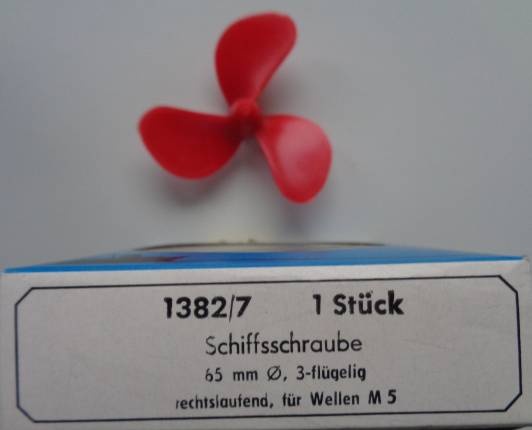 1382/7 1 Stück
Schiffsschraube
65 mm Ø, 3-flügelig
rechtslaufend, für Wellen M 5